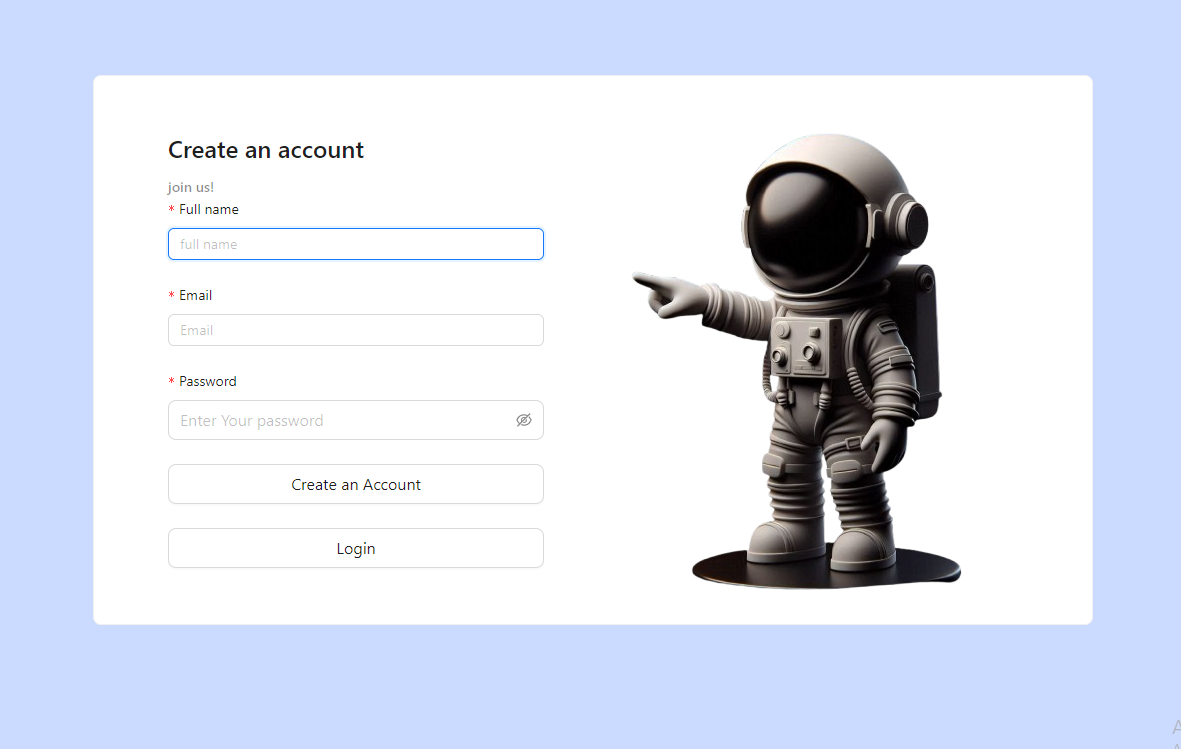 Create an account
join us!
* Full name
full name
* Email
Email
* Password
Enter Your password
Create an Account
Login